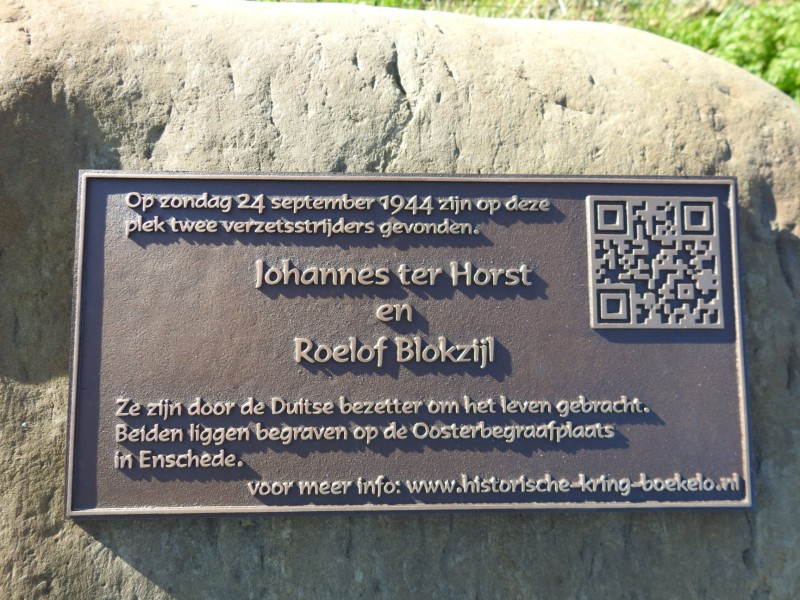 Op zondag 24 september 1944 zijn op deze
plek twee verzetsstrijders gevonden.
Johannes ter Horst
en
Roelof Blokzijl
Ze zijn door de Duitse bezetter om het leven gebracht.
Beiden liggen begraven op de Oosterbegraafplaats
in Enschede.
voor meer info: www.historische-kring-boekelo.nl